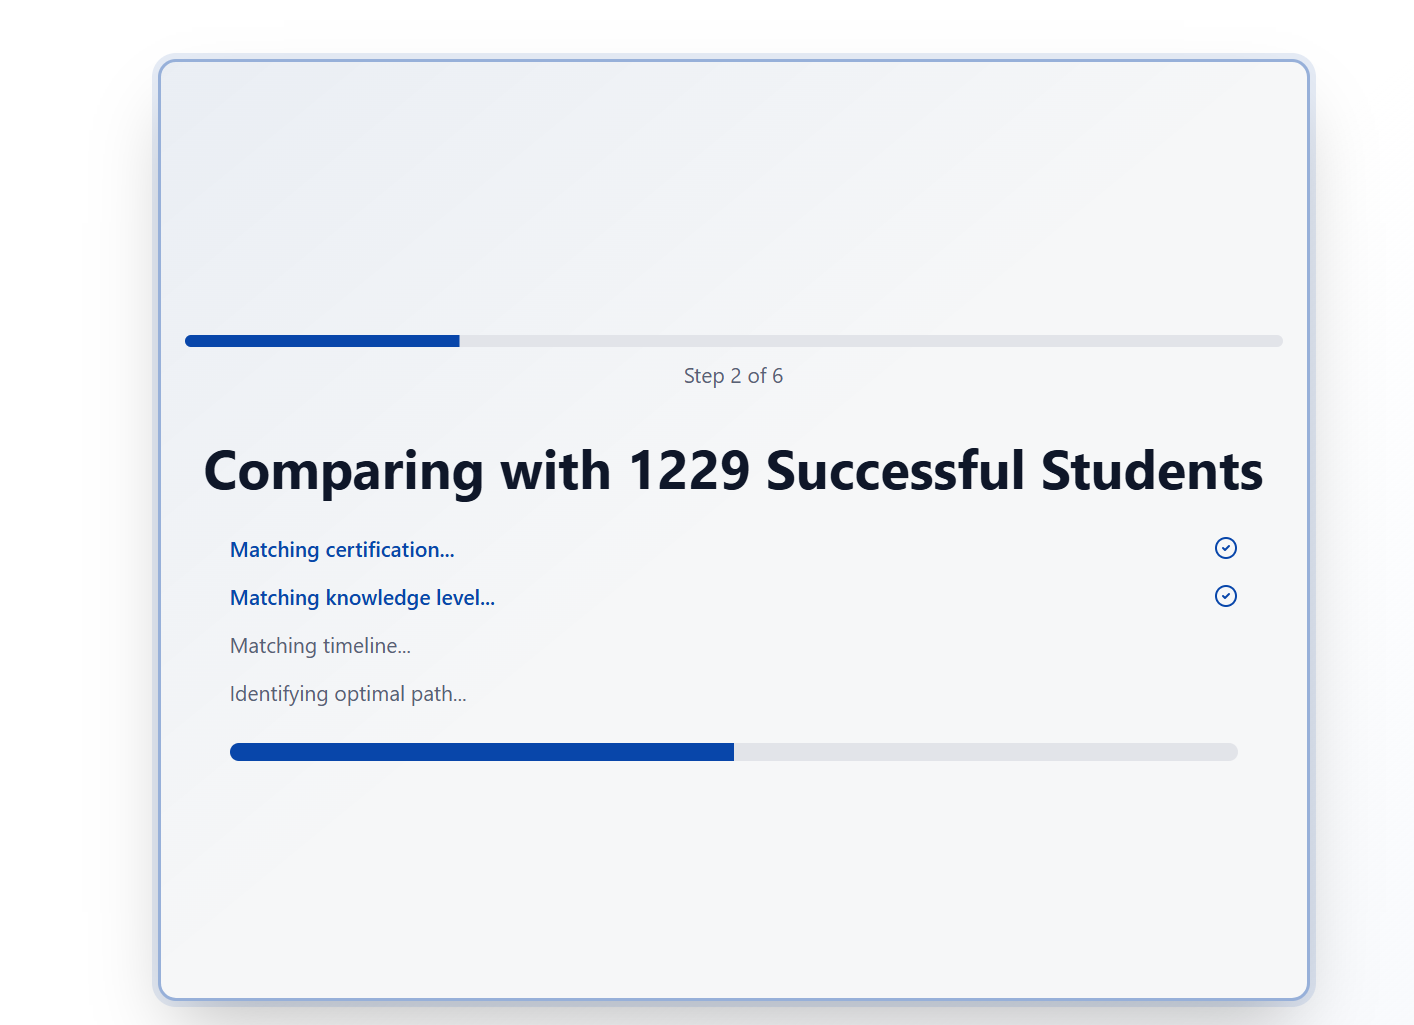 Step 2 of 6
Comparing with 1229 Successful Students
Matching certification...
Matching knowledge level...
Matching timeline...
Identifying optimal path...